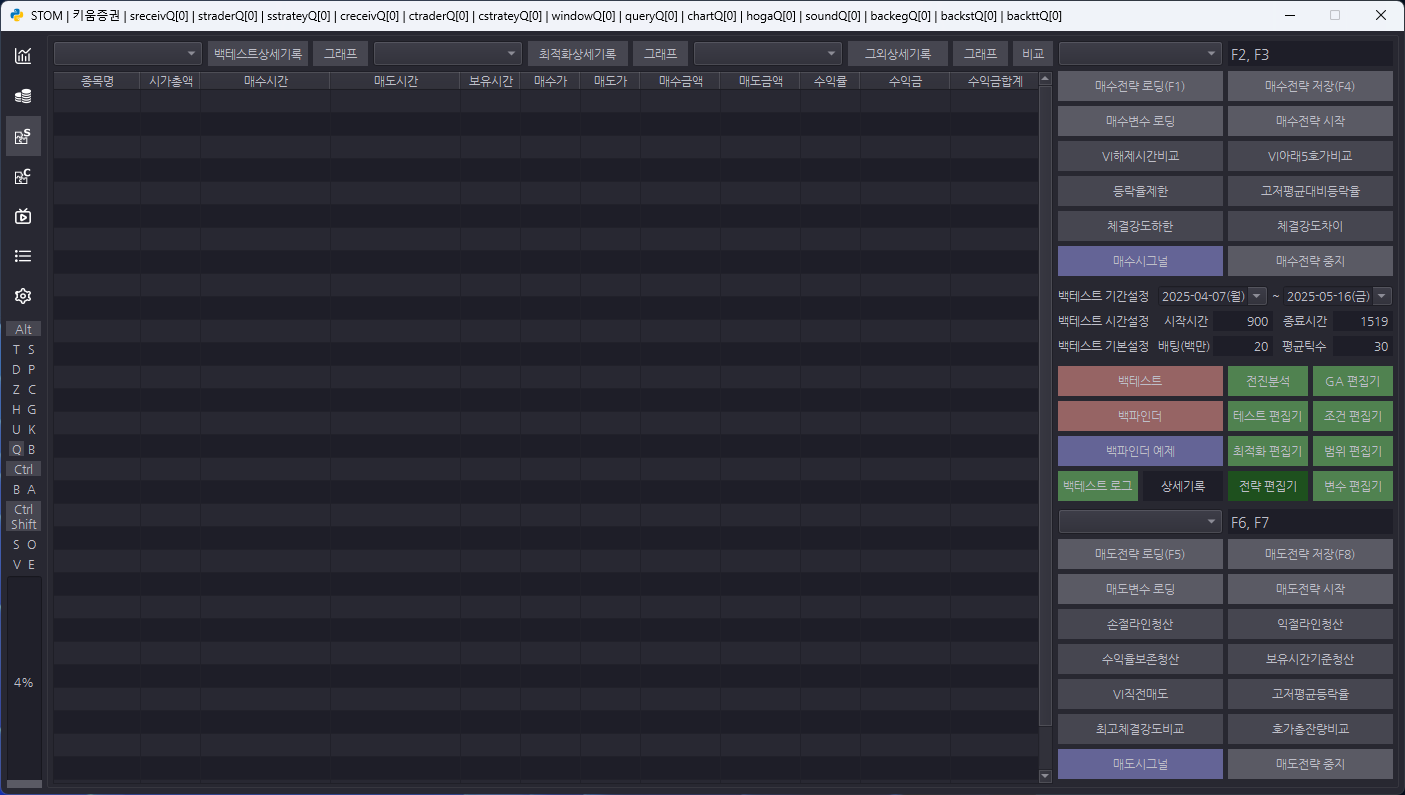 STOM | 키움증권 | sreceivQ[0] | straderQ[0] | sstrateyQ[0] | creceivQ[0] | ctraderQ[0] | cstrateyQ[0] | windowQ[0] | queryQ[0] | chartQ[0] | hogaQ[0] | soundQ[0] | backegQ[0] | backstQ[0] | backttQ[0]
백테스트상세기록 그래프 최적화상세기록 그래프 그외상세기록 그래프 비교 F2, F3
종목명 시가총액 매수시간 매도시간 보유시간 매수가 매도가 매수금액 매도금액 수익률 수익금 수익금합계
매수전략 로딩(F1) 매수전략 저장(F4)
매수변수 로딩 매수전략 시작
VI해제시간비교 VI아래5호가비교
등락율제한 고저평균대비등락율
체결강도하한 체결강도차이
매수시그널 매수전략 중지
백테스트 기간설정 2025-04-07(월) ~ 2025-05-16(금)
백테스트 시간설정 시작시간 900 종료시간 1519
백테스트 기본설정 배팅(백만) 20 평균틱수 30
백테스트 전진분석 GA 편집기
백파인더 테스트 편집기 조건 편집기
백파인더 예제 최적화 편집기 범위 편집기
백테스트 로그 상세기록 전략 편집기 변수 편집기
F6, F7
매도전략 로딩(F5) 매도전략 저장(F8)
매도변수 로딩 매도전략 시작
손절라인청산 익절라인청산
수익률보존청산 보유시간기준청산
VI직전매도 고저평균등락율
최고체결강도비교 호가총잔량비교
매도시그널 매도전략 중지
S
C
Alt
T S
D P
Z C
H G
U K
Q B
Ctrl
B A
Ctrl
Shift
S O
V E
4%